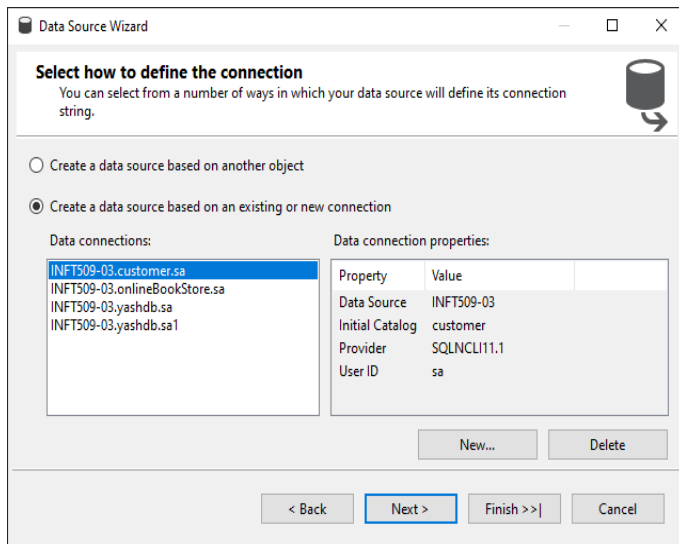 Data Source Wizard
Select how to define the connection
You can select from a number of ways in which your data source will define its connection
string.
Create a data source based on another object
Create a data source based on an existing or new connection
Data connections:
INFT509-03.customer.sa
INFT509-03.onlineBookStore.sa
INFT509-03.yashdb.sa
INFT509-03.yashdb.sa1
Data connection properties:
Property Value
Data Source INFT509-03
Initial Catalog customer
Provider SQLNCLI11.1
User ID sa
New... Delete
< Back Next > Finish >>| Cancel